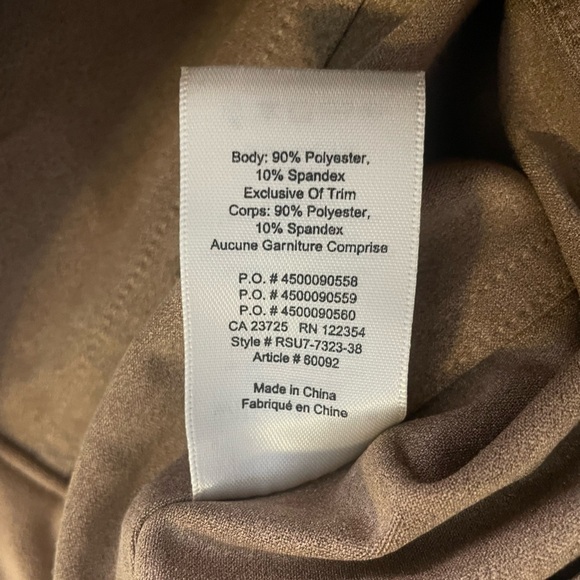 Body: 90% Polyester,
10% Spandex
Exclusive Of Trim
Corps: 90% Polyester,
10% Spandex
Aucune Garniture Comprise
P.O. # 4500090558
P.O. # 4500090559
P.O. # 4500090560
CA 23725 RN 122354
Style # RSU7-7323-38
Article # 60092
Made in China
Fabriqué en Chine